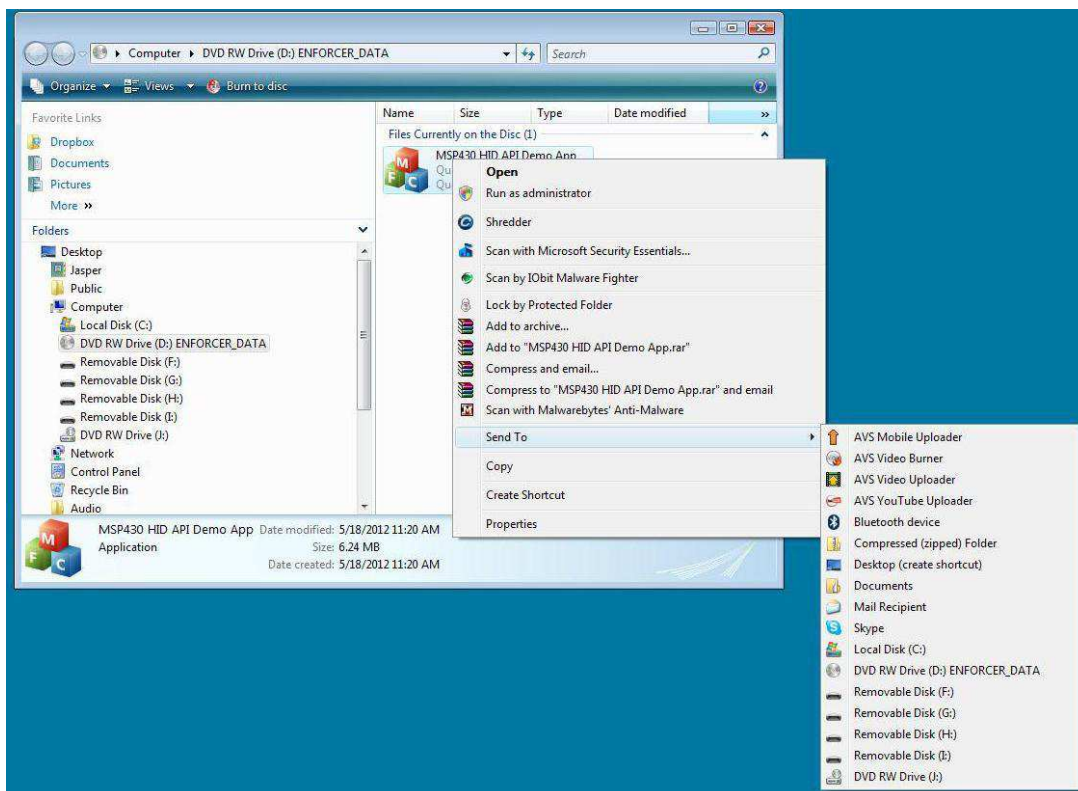 Computer ▸ DVD RW Drive (D:) ENFORCER_DATA
Search
Organize
Views
Burn to disc
Favorite Links
Dropbox
Documents
Pictures
More »
Folders
Desktop
Jasper
Public
Computer
Local Disk (C:)
DVD RW Drive (D:) ENFORCER_DATA
Removable Disk (F:)
Removable Disk (G:)
Removable Disk (H:)
Removable Disk (I:)
DVD RW Drive (J:)
Network
Control Panel
Recycle Bin
Audio
Name Size Type Date modified »
Files Currently on the Disc (1)
MSP430 HID API Demo App
Qu
Qu
Open
Run as administrator
Shredder
Scan with Microsoft Security Essentials...
Scan by IObit Malware Fighter
Lock by Protected Folder
Add to archive...
Add to "MSP430 HID API Demo App.rar"
Compress and email...
Compress to "MSP430 HID API Demo App.rar" and email
Scan with Malwarebytes' Anti-Malware
Send To
Copy
Create Shortcut
Properties
AVS Mobile Uploader
AVS Video Burner
AVS Video Uploader
AVS YouTube Uploader
Bluetooth device
Compressed (zipped) Folder
Desktop (create shortcut)
Documents
Mail Recipient
Skype
Local Disk (C:)
DVD RW Drive (D:) ENFORCER_DATA
Removable Disk (F:)
Removable Disk (G:)
Removable Disk (H:)
Removable Disk (I:)
DVD RW Drive (J:)
MSP430 HID API Demo App Date modified: 5/18/2012 11:20 AM
Application Size: 6.24 MB
Date created: 5/18/2012 11:20 AM
M
F
C
M
F
C